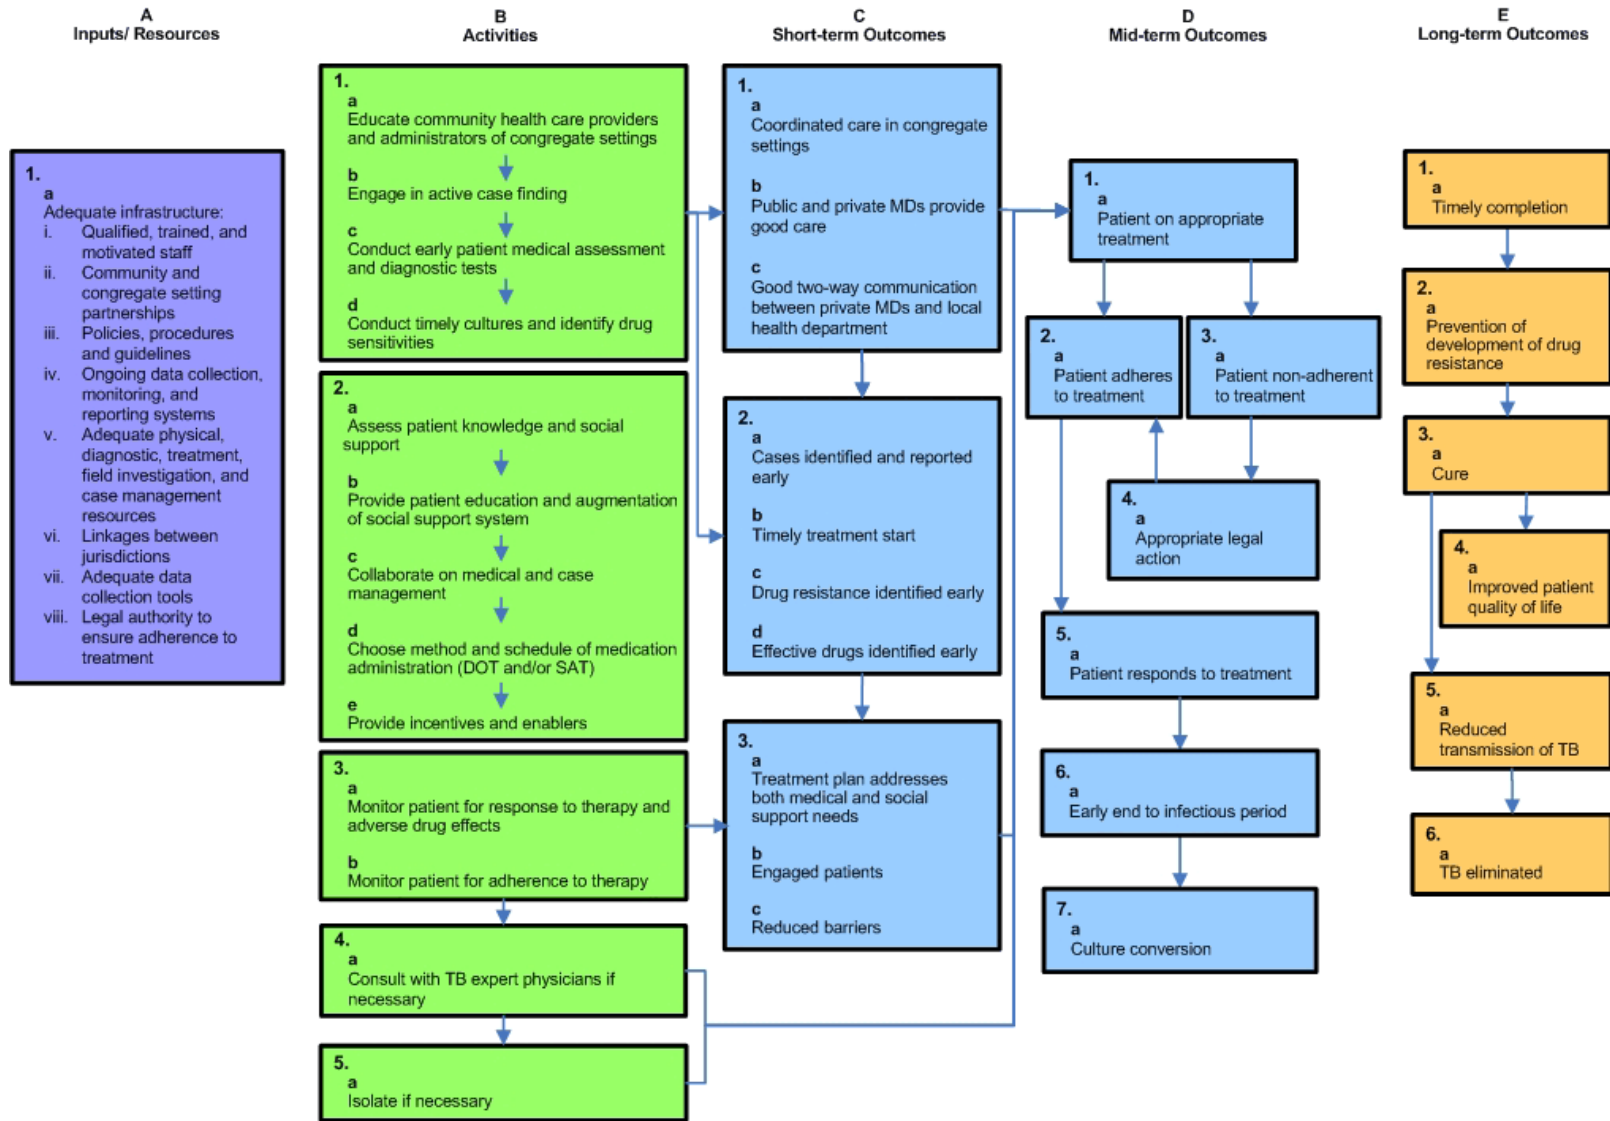 A
Inputs/ Resources
B
Activities
C
Short-term Outcomes
D
Mid-term Outcomes
E
Long-term Outcomes
1.
a
Adequate infrastructure:
i. Qualified, trained, and
motivated staff
ii. Community and
congregate setting
partnerships
iii. Policies, procedures
and guidelines
iv. Ongoing data collection,
monitoring, and
reporting systems
v. Adequate physical,
diagnostic, treatment,
field investigation, and
case management
resources
vi. Linkages between
jurisdictions
vii. Adequate data
collection tools
viii. Legal authority to
ensure adherence to
treatment
1.
a
Educate community health care providers
and administrators of congregate settings
b
Engage in active case finding
c
Conduct early patient medical assessment
and diagnostic tests
d
Conduct timely cultures and identify drug
sensitivities
2.
a
Assess patient knowledge and social
support
b
Provide patient education and augmentation
of social support system
c
Collaborate on medical and case
management
d
Choose method and schedule of medication
administration (DOT and/or SAT)
e
Provide incentives and enablers
3.
a
Monitor patient for response to therapy and
adverse drug effects
b
Monitor patient for adherence to therapy
4.
a
Consult with TB expert physicians if
necessary
5.
a
Isolate if necessary
1.
a
Coordinated care in congregate
settings
b
Public and private MDs provide
good care
c
Good two-way communication
between private MDs and local
health department
2.
a
Cases identified and reported
early
b
Timely treatment start
c
Drug resistance identified early
d
Effective drugs identified early
3.
a
Treatment plan addresses
both medical and social
support needs
b
Engaged patients
c
Reduced barriers
1.
a
Patient on appropriate
treatment
2.
a
Patient adheres
to treatment
3.
a
Patient non-adherent
to treatment
4.
a
Appropriate legal
action
5.
a
Patient responds to treatment
6.
a
Early end to infectious period
7.
a
Culture conversion
1.
a
Timely completion
2.
a
Prevention of
development of drug
resistance
3.
a
Cure
4.
a
Improved patient
quality of life
5.
a
Reduced
transmission of TB
6.
a
TB eliminated